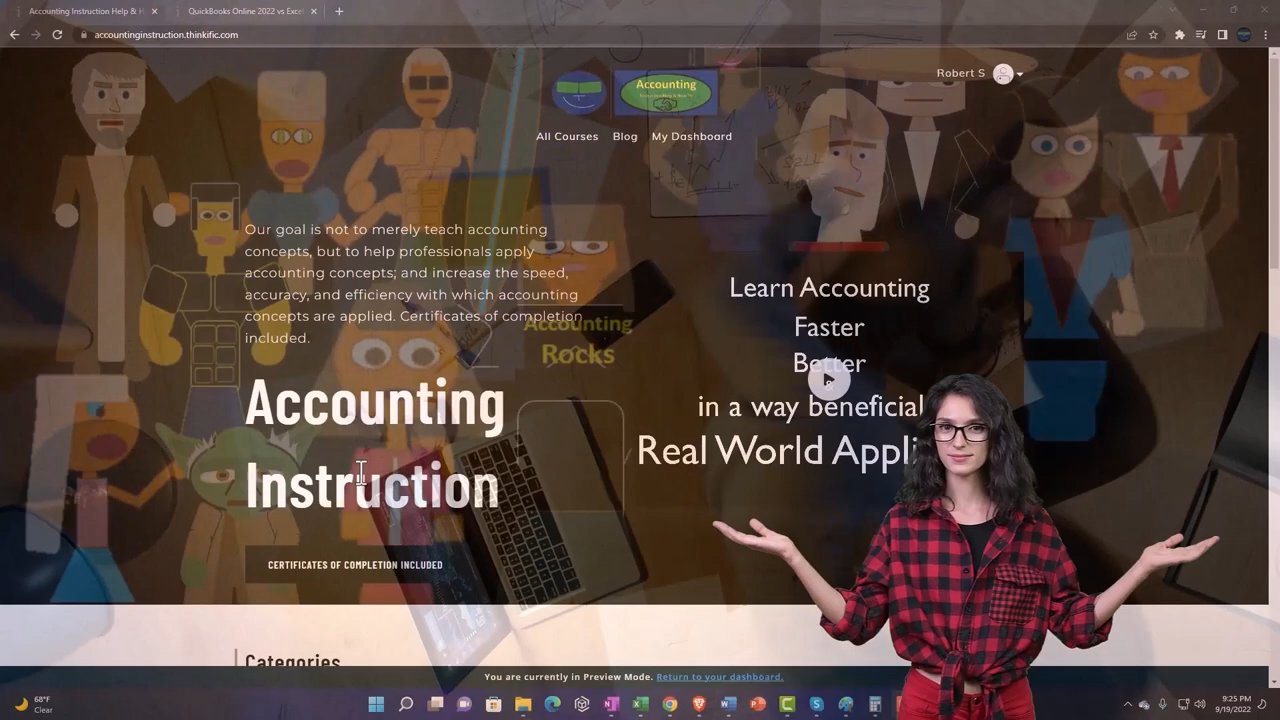 Accounting Instruction Help & H
QuickBooks Online 2022 vs Excel
accountinginstruction.thinkific.com
Robert S
Accounting
All Courses
Blog
My Dashboard
Our goal is not to merely teach accounting
concepts, but to help professionals apply
accounting concepts; and increase the speed,
accuracy, and efficiency with which accounting
concepts are applied. Certificates of completion
included.
Accounting
Instruction
CERTIFICATES OF COMPLETION INCLUDED
Accounting
Rocks
Learn Accounting
Faster
Better
&
in a way beneficial
Real World Appli
Categories
You are currently in Preview Mode. Return to your dashboard.
68°F
Clear
9:25 PM
9/19/2022